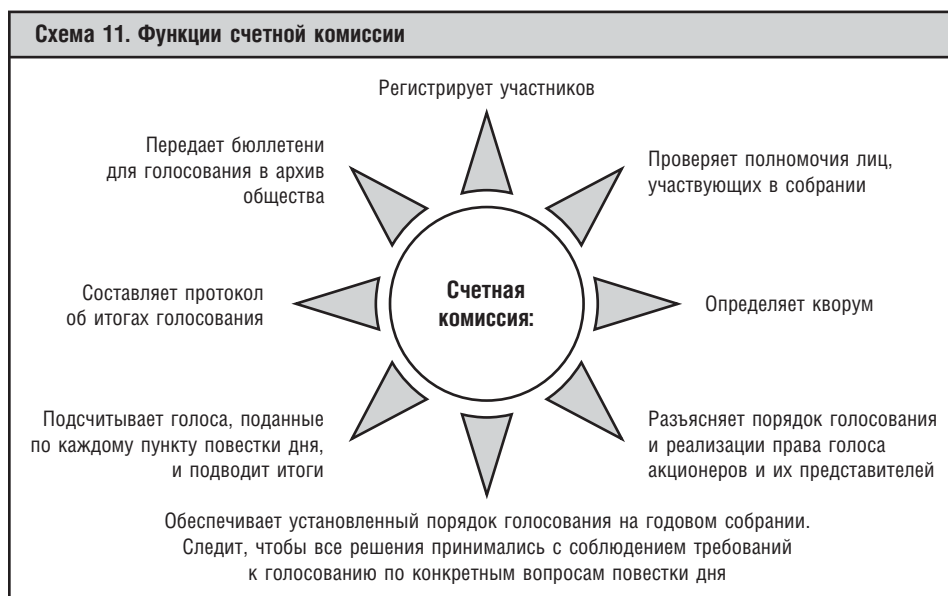 Схема 11. Функции счетной комиссии
Регистрирует участников
Проверяет полномочия лиц,
участвующих в собрании
Определяет кворум
Разъясняет порядок голосования
и реализации права голоса
акционеров и их представителей
Обеспечивает установленный порядок голосования на годовом собрании.
Следит, чтобы все решения принимались с соблюдением требований
к голосованию по конкретным вопросам повестки дня
Подсчитывает голоса, поданные
по каждому пункту повестки дня,
и подводит итоги
Составляет протокол
об итогах голосования
Передает бюллетени
для голосования в архив
общества
Счетная
комиссия: